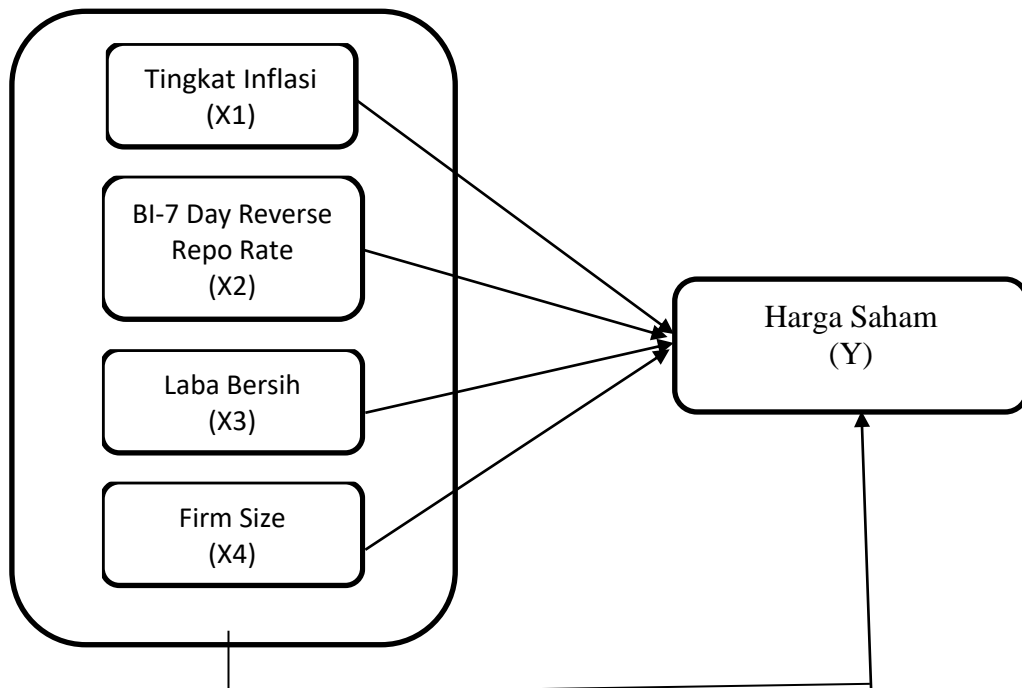 Tingkat Inflasi
(X1)
BI-7 Day Reverse
Repo Rate
(X2)
Laba Bersih
(X3)
Firm Size
(X4)
Harga Saham
(Y)